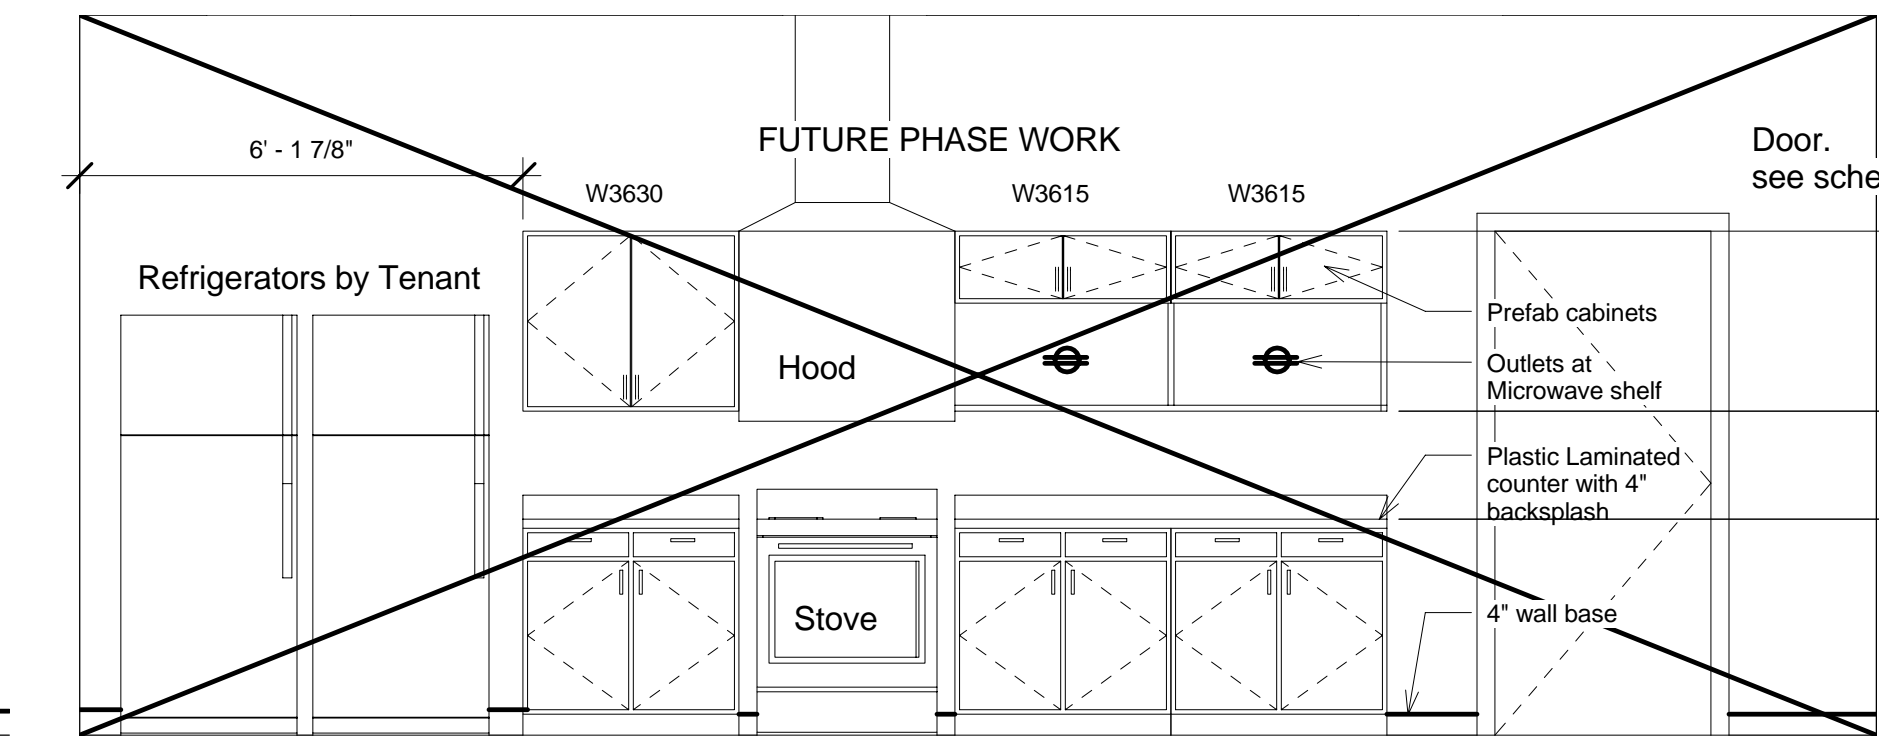 FUTURE PHASE WORK
6' - 1 7/8"
Door.
see sche
W3630
W3615
W3615
Refrigerators by Tenant
Prefab cabinets
Hood
Outlets at
Microwave shelf
Plastic Laminated
counter with 4"
backsplash
Stove
4" wall base